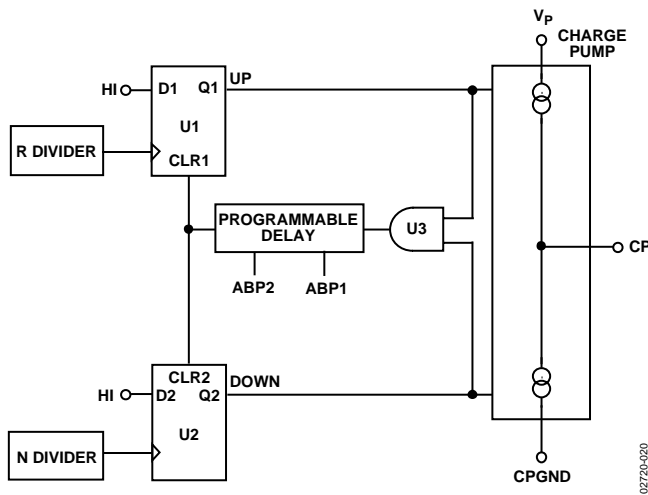 VP
CHARGE
PUMP
HI
D1
Q1
UP
U1
R DIVIDER
CLR1
PROGRAMMABLE
DELAY
U3
CP
ABP2
ABP1
CLR2
DOWN
HI
D2
Q2
U2
N DIVIDER
CPGND
02720-020